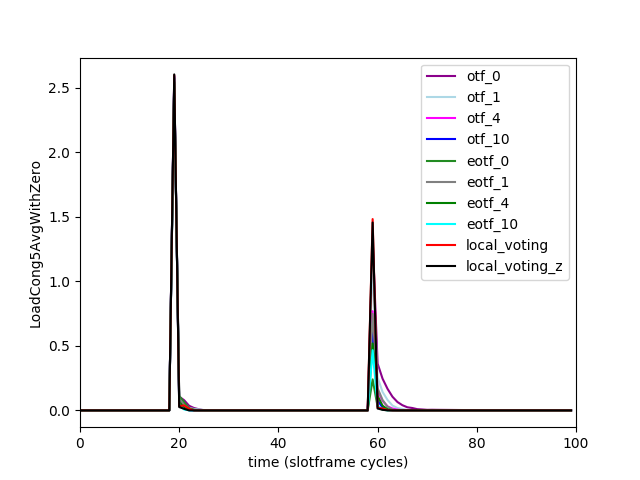 LoadCong5AvgWithZero
2.5
2.0
1.5
1.0
0.5
0.0
0
20
40
60
80
100
time (slotframe cycles)
otf_0
otf_1
otf_4
otf_10
eotf_0
eotf_1
eotf_4
eotf_10
local_voting
local_voting_z